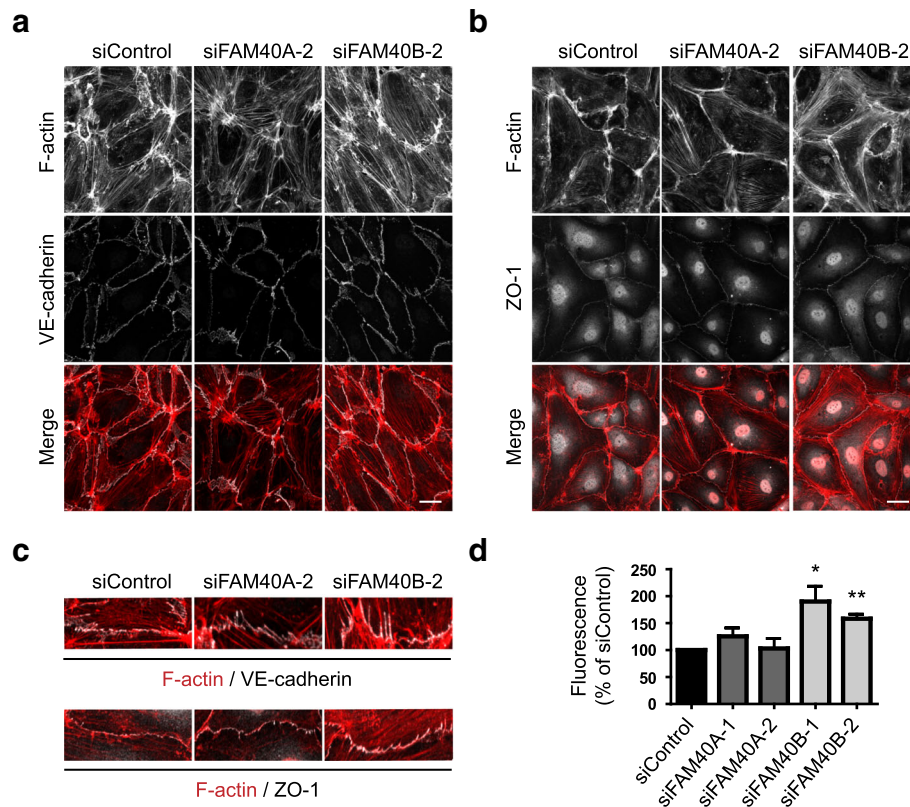 a
siControl siFAM40A-2 siFAM40B-2
F-actin
VE-cadherin
Merge
b
siControl siFAM40A-2 siFAM40B-2
F-actin
ZO-1
Merge
c
siControl siFAM40A-2 siFAM40B-2
F-actin / VE-cadherin
F-actin / ZO-1
d
Fluorescence
(% of siControl)
250
200
150
100
50
0
*
**
siControl
siFAM40A-1
siFAM40A-2
siFAM40B-1
siFAM40B-2